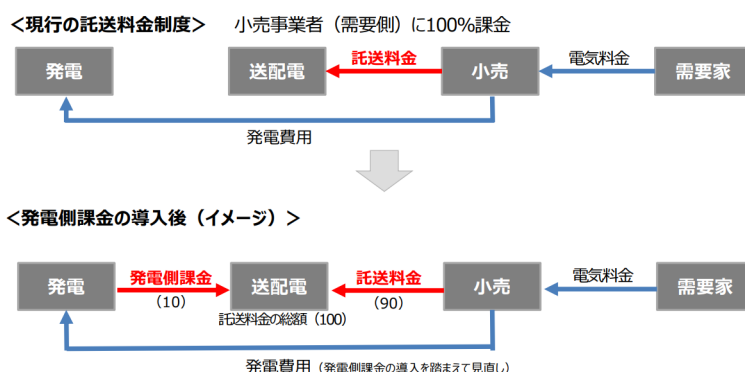 <現行の託送料金制度> 小売事業者（需要側）に100%課金
発電 送配電 託送料金 小売 電気料金 需要家
発電費用
<発電側課金の導入後（イメージ）>
発電 発電側課金 送配電 託送料金 小売 電気料金 需要家
（10） （90）
託送料金の総額（100）
発電費用（発電側課金の導入を踏まえて見直し）